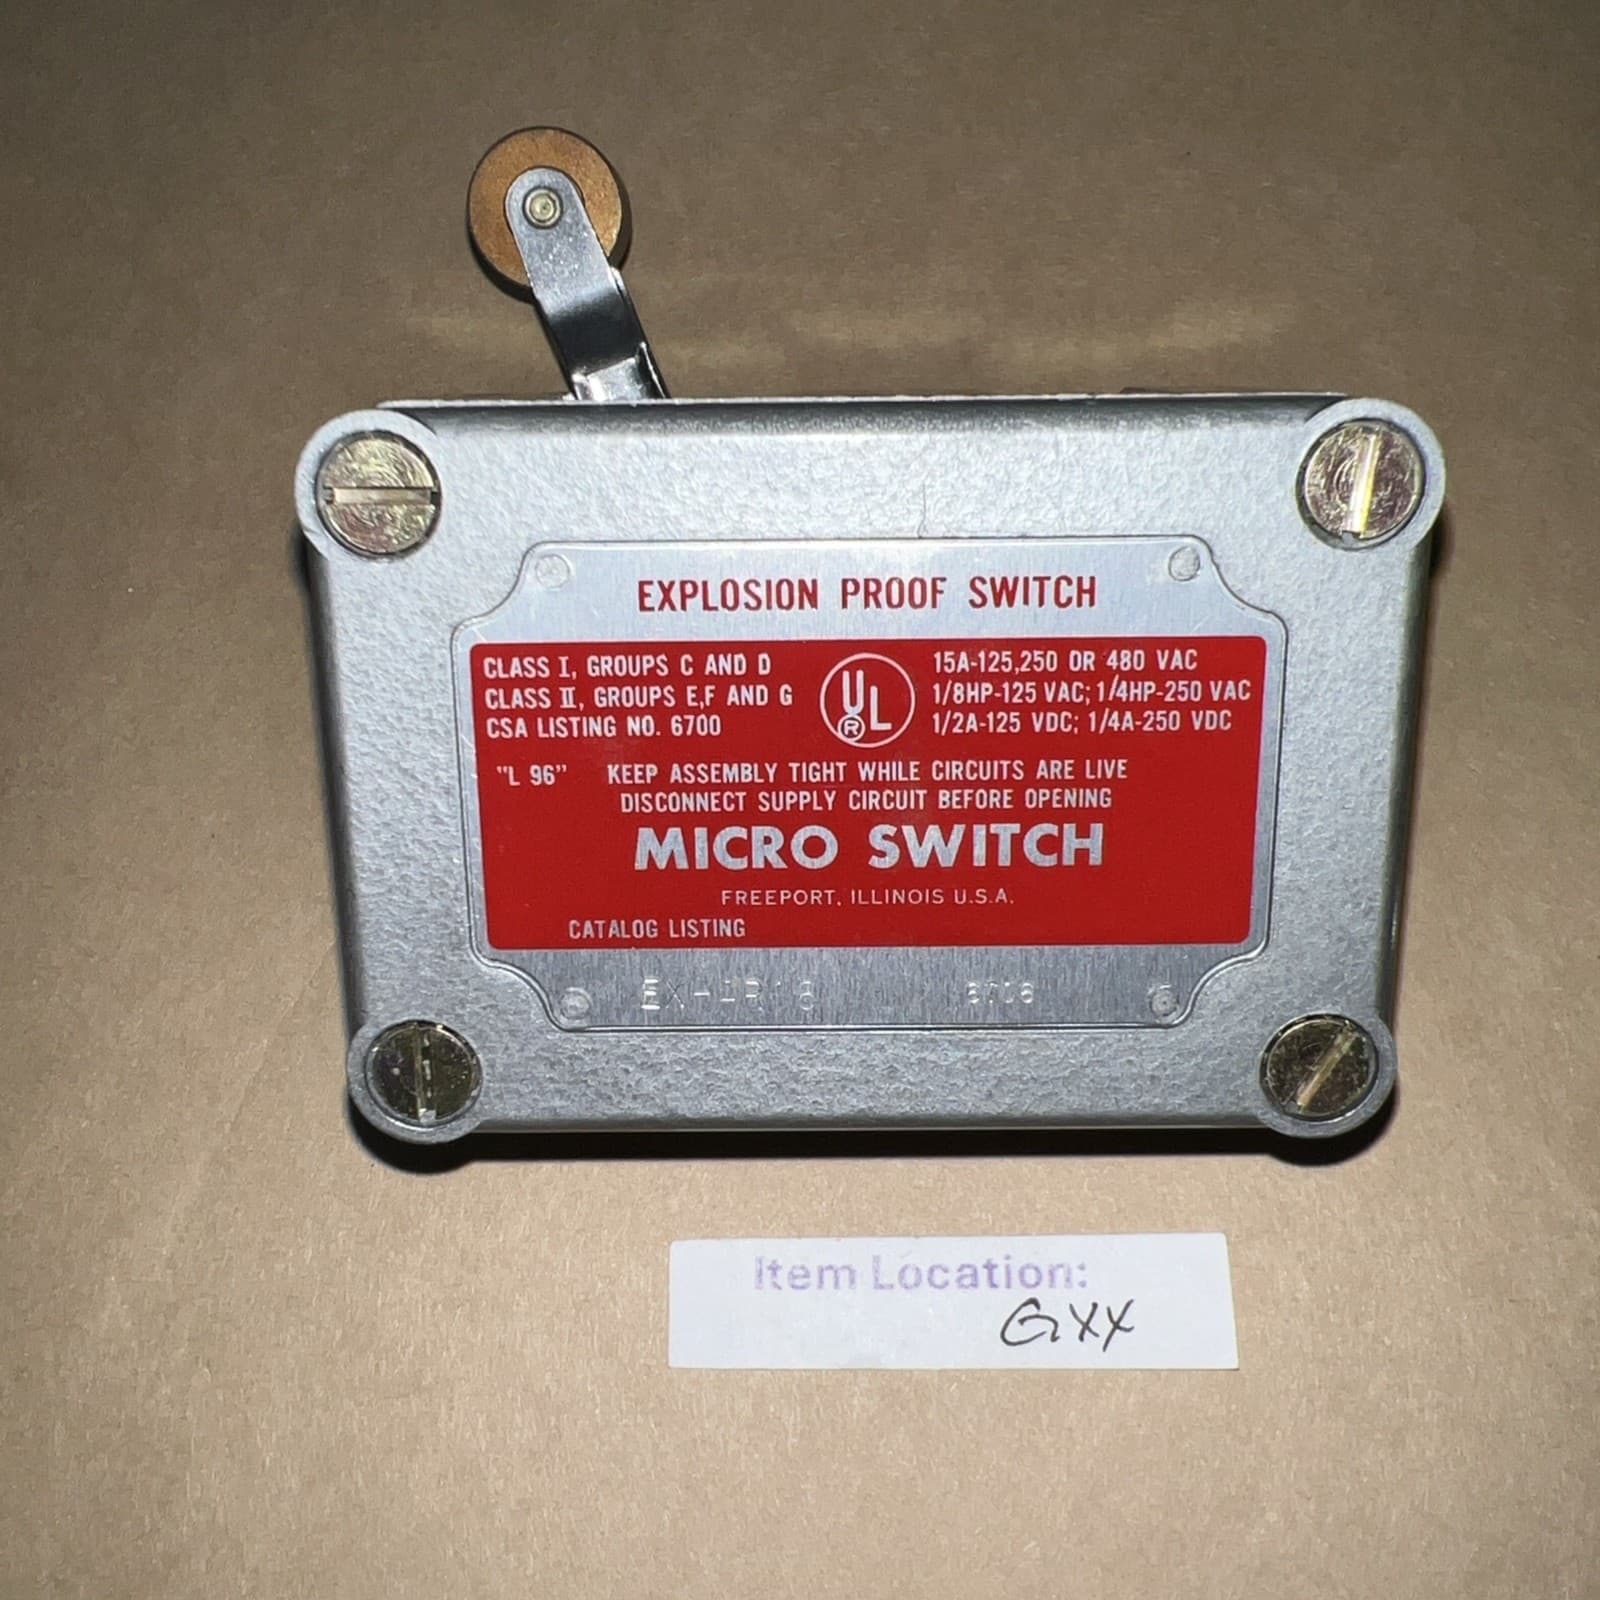 EXPLOSION PROOF SWITCH
CLASS I, GROUPS C AND D
CLASS II, GROUPS E,F AND G
CSA LISTING NO. 6700
UL
®
15A-125,250 OR 480 VAC
1/8HP-125 VAC; 1/4HP-250 VAC
1/2A-125 VDC; 1/4A-250 VDC
"L 96" KEEP ASSEMBLY TIGHT WHILE CIRCUITS ARE LIVE
DISCONNECT SUPPLY CIRCUIT BEFORE OPENING
MICRO SWITCH
FREEPORT, ILLINOIS U.S.A.
CATALOG LISTING
Item Location:
GXX